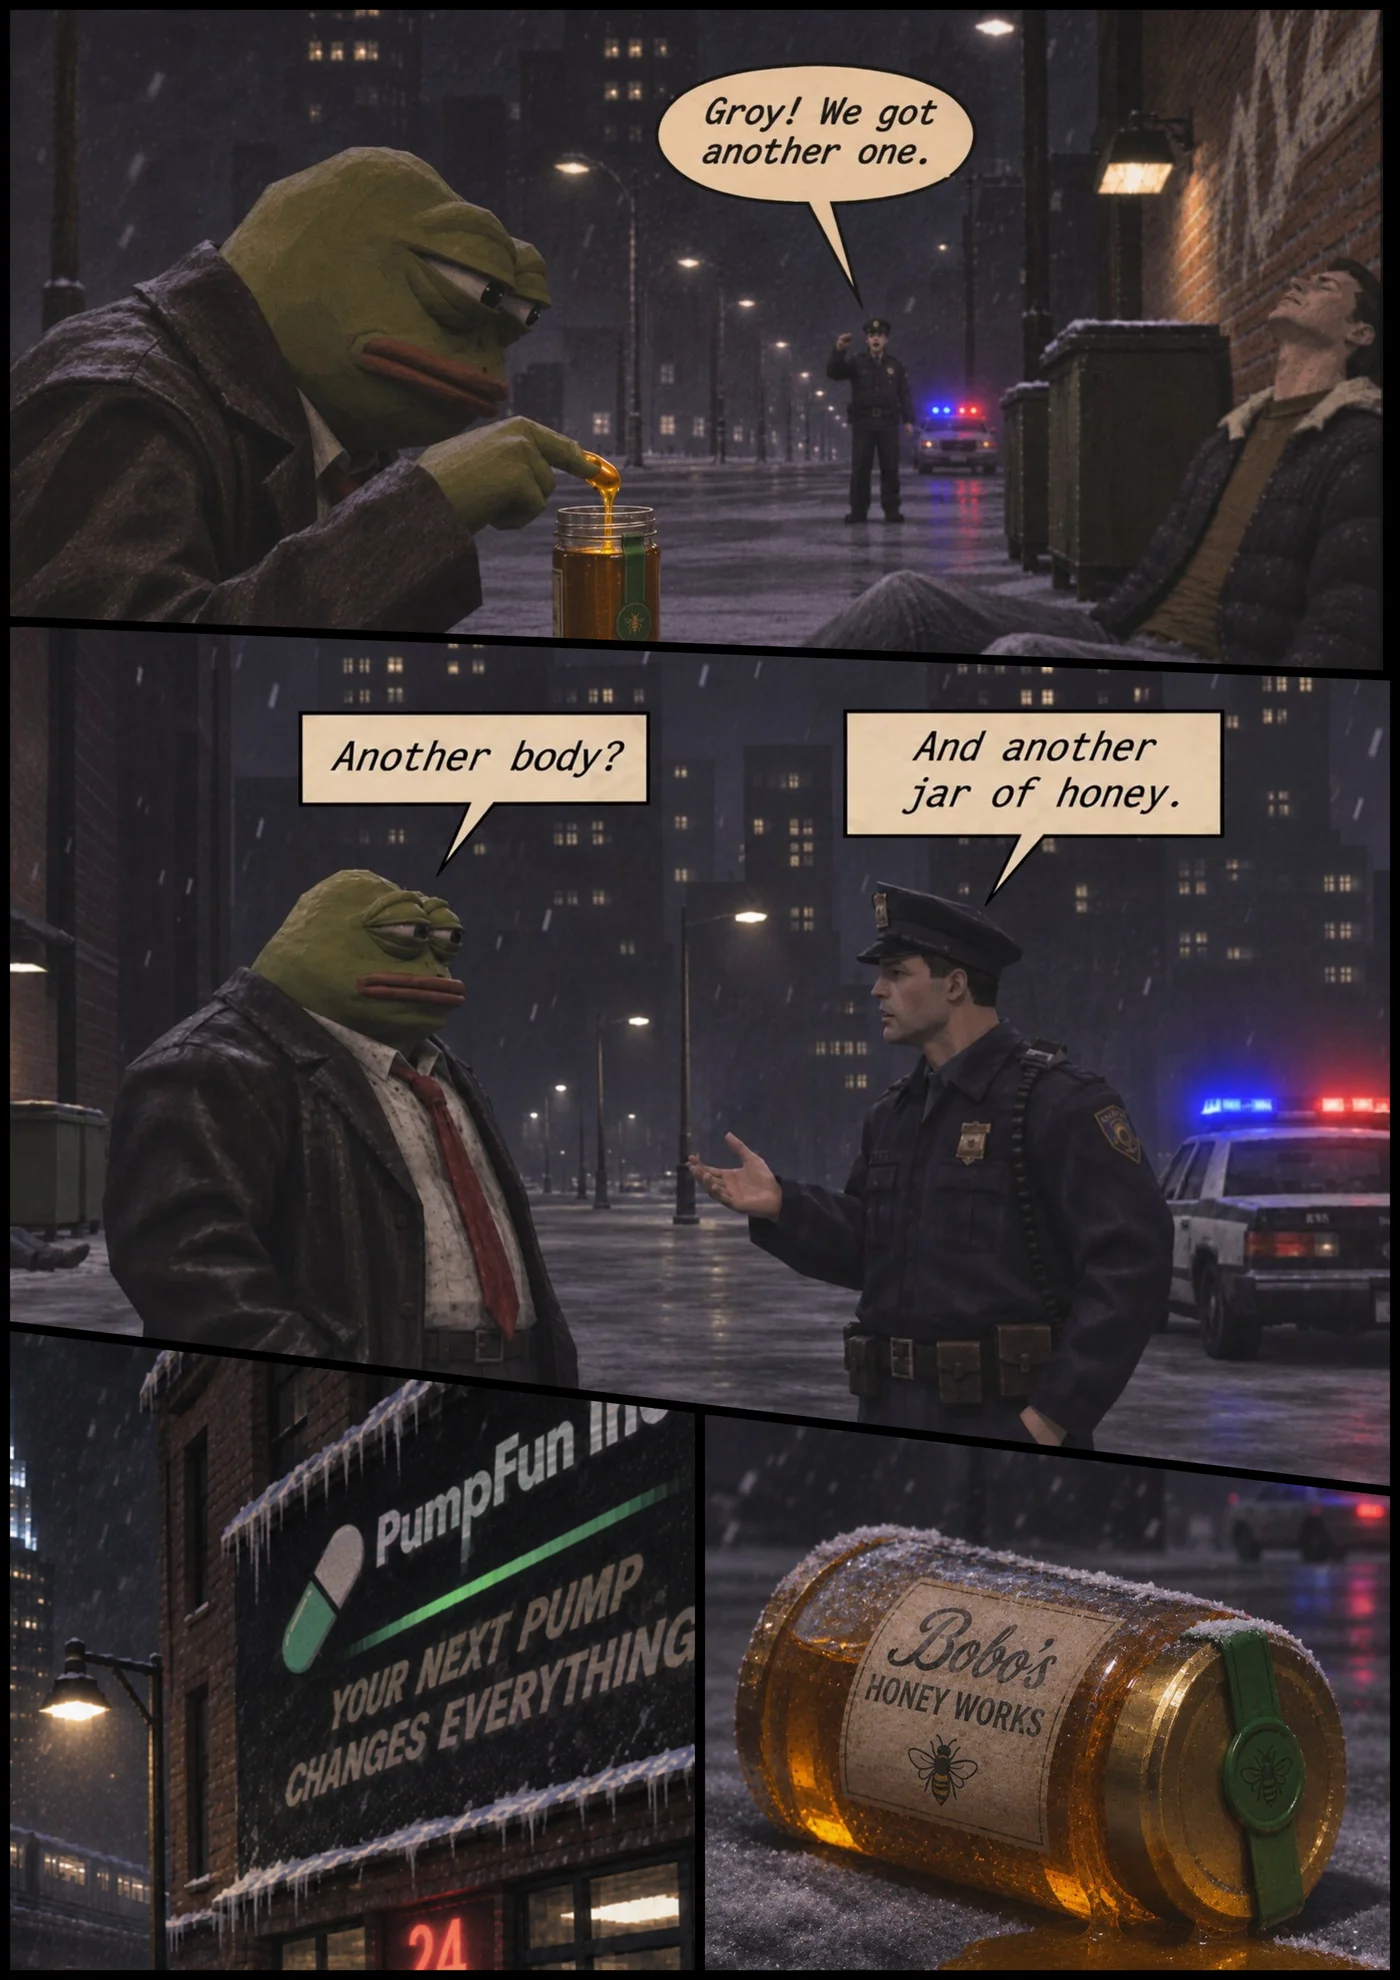 Groy! We got
another one.
Another body?
And another
jar of honey.
PumpFun Inc
YOUR NEXT PUMP
CHANGES EVERYTHING
24
Bobo's
HONEY WORKS